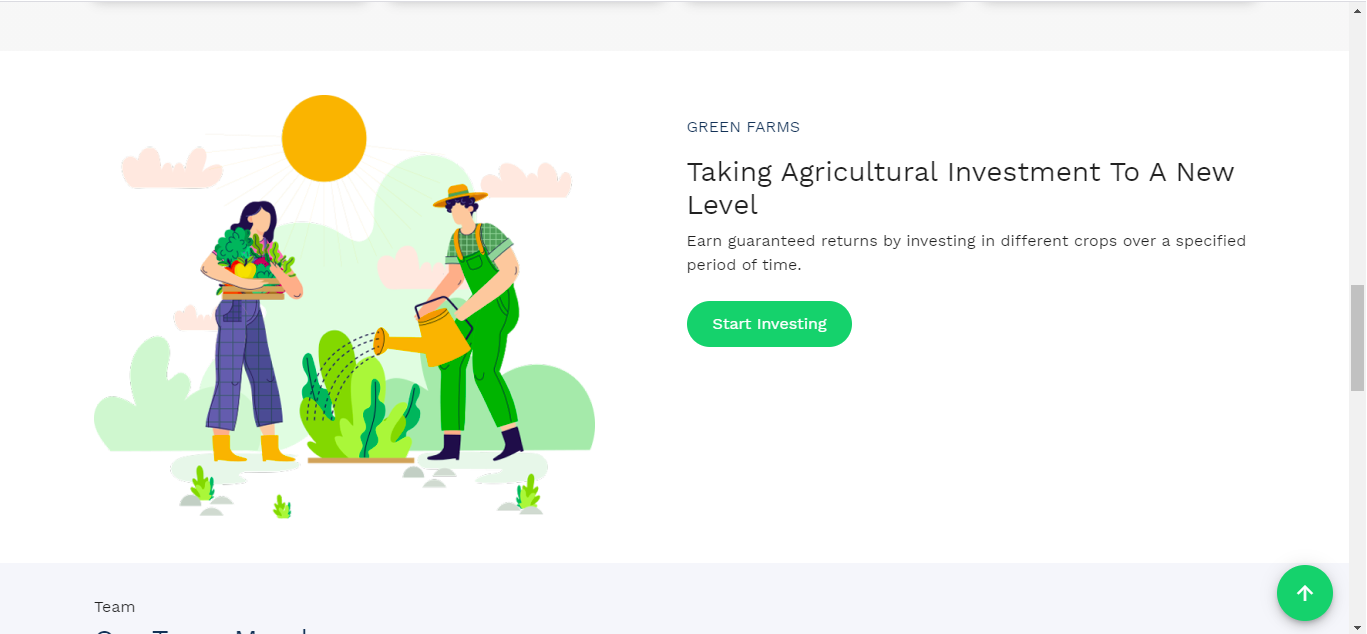 GREEN FARMS
Taking Agricultural Investment To A New
Level
Earn guaranteed returns by investing in different crops over a specified
period of time.
Start Investing
Team